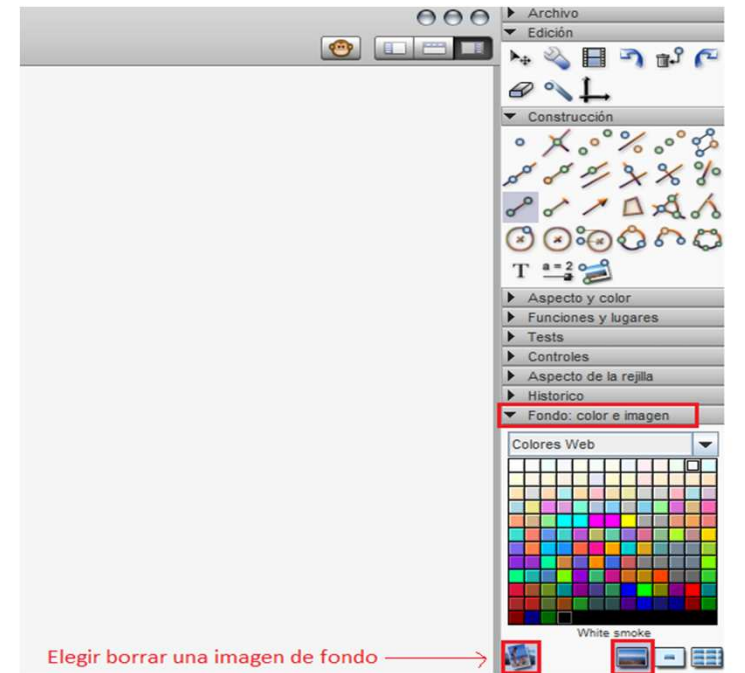 Archivo
Edición
Construcción
T a = 2
Aspecto y color
Funciones y lugares
Tests
Controles
Aspecto de la rejilla
Historico
Fondo: color e imagen
Colores Web
White smoke
Elegir borrar una imagen de fondo